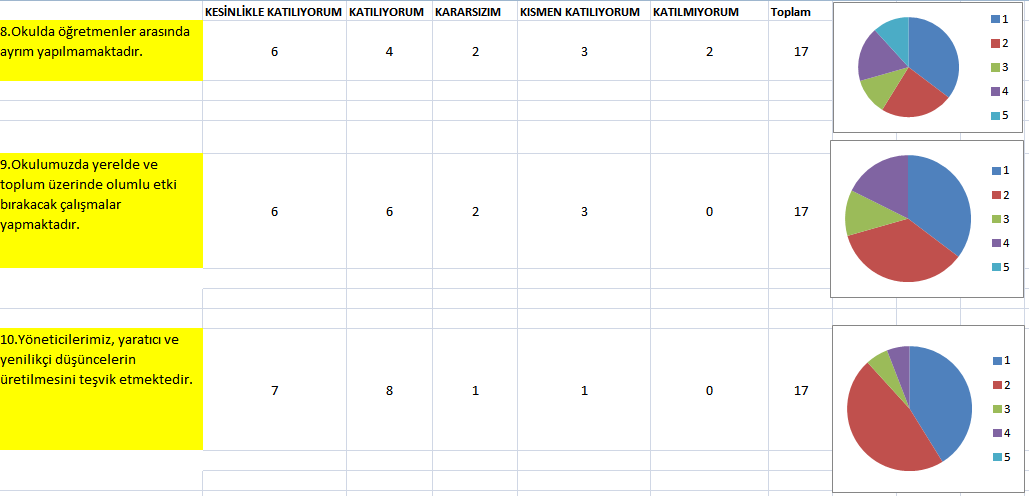 KESİNLİKLE KATILIYORUM KATILIYORUM KARARSIZIM KISMEN KATILIYORUM KATILMIYORUM Toplam
8.Okulda öğretmenler arasında
ayrım yapılmamaktadır.
6 4 2 3 2 17
1
2
3
4
5
9.Okulumuzda yerelde ve
toplum üzerinde olumlu etki
bırakacak çalışmalar
yapmaktadır.
6 6 2 3 0 17
1
2
3
4
5
10.Yöneticilerimiz, yaratıcı ve
yenilikçi düşüncelerin
üretilmesini teşvik etmektedir.
7 8 1 1 0 17
1
2
3
4
5